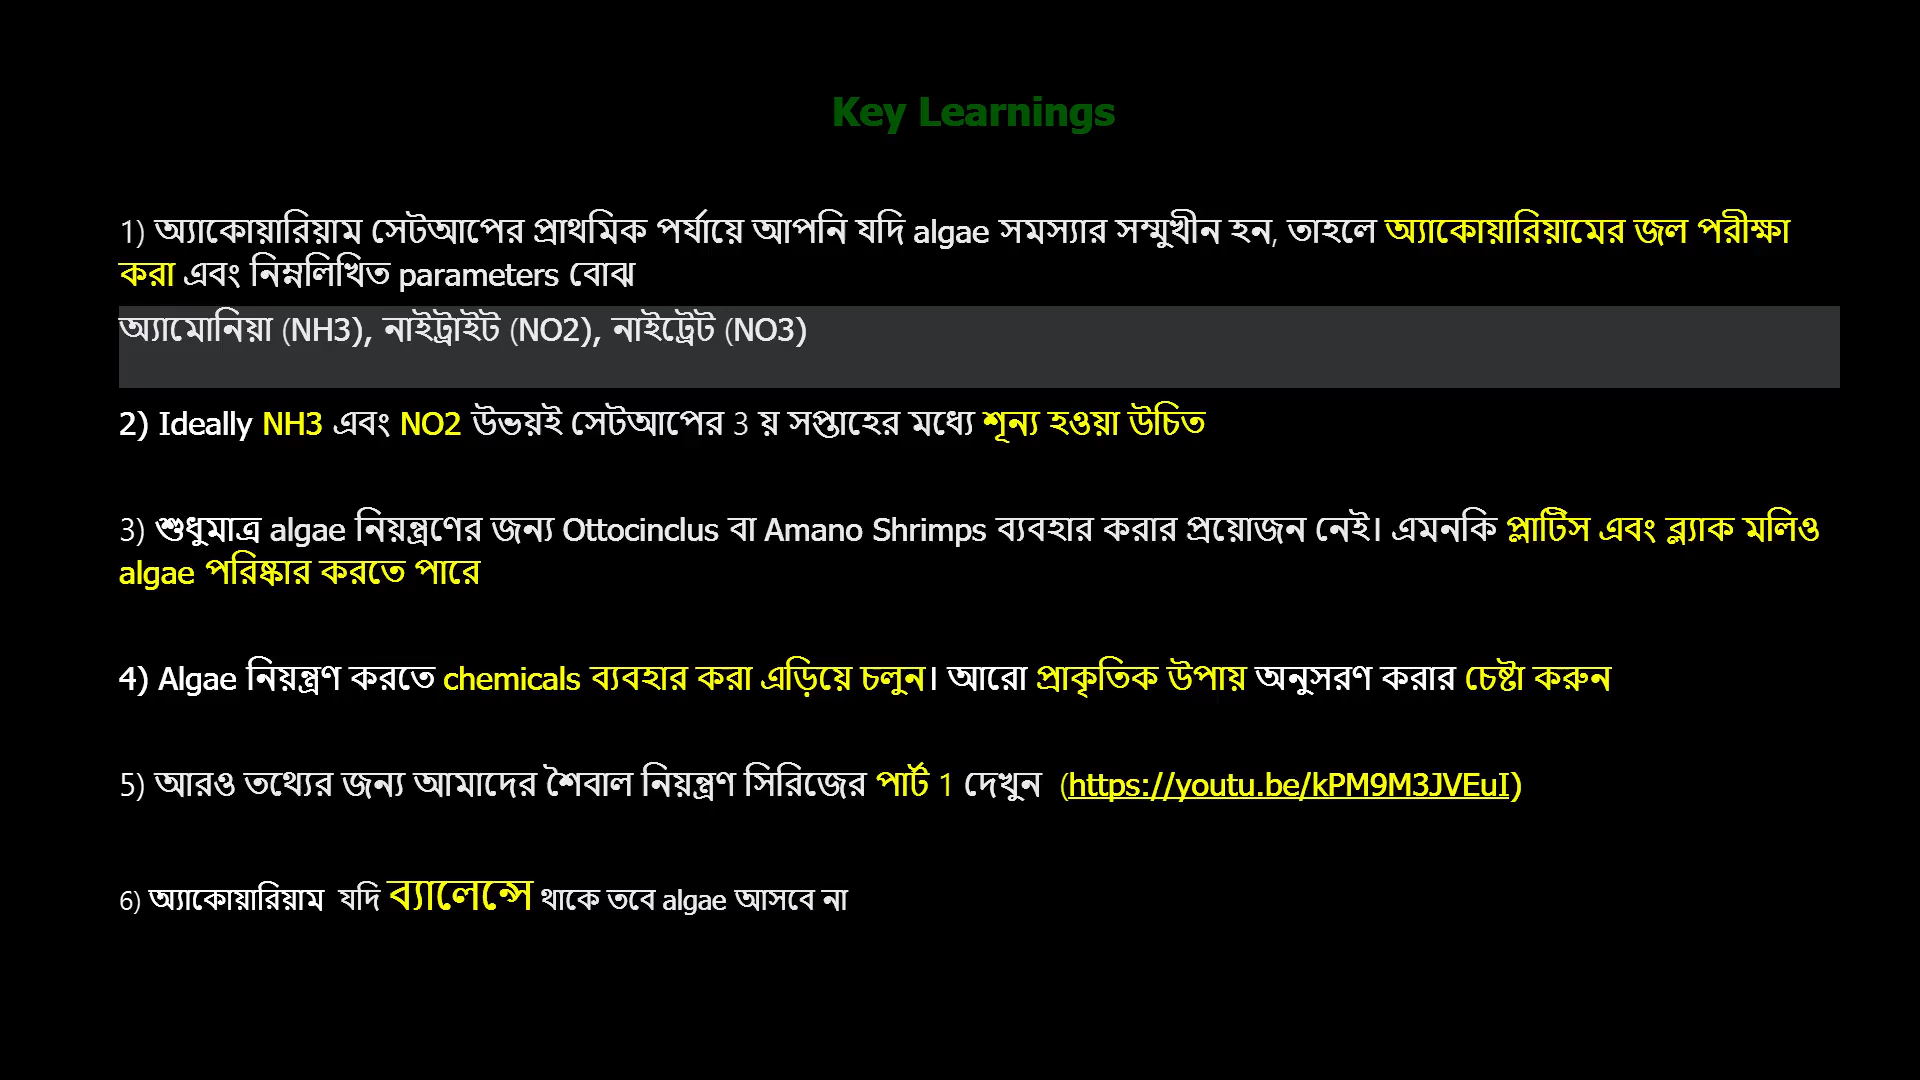 Key Learnings
1) অ্যাকোয়ারিয়াম সেটআপের প্রাথমিক পর্যায়ে আপনি যদি algae সমস্যার সম্মুখীন হন, তাহলে অ্যাকোয়ারিয়ামের জল পরীক্ষা
করা এবং নিম্নলিখিত parameters বোঝ
অ্যামোনিয়া (NH3), নাইট্রাইট (NO2), নাইট্রেট (NO3)
2) Ideally NH3 এবং NO2 উভয়ই সেটআপের 3 য় সপ্তাহের মধ্যে শূন্য হওয়া উচিত
3) শুধুমাত্র algae নিয়ন্ত্রণের জন্য Ottocinclus বা Amano Shrimps ব্যবহার করার প্রয়োজন নেই। এমনকি প্লাটিস এবং ব্ল্যাক মলিও
algae পরিষ্কার করতে পারে
4) Algae নিয়ন্ত্রণ করতে chemicals ব্যবহার করা এড়িয়ে চলুন। আরো প্রাকৃতিক উপায় অনুসরণ করার চেষ্টা করুন
5) আরও তথ্যের জন্য আমাদের শৈবাল নিয়ন্ত্রণ সিরিজের পার্ট 1 দেখুন (https://youtu.be/kPM9M3JVEuI)
6) অ্যাকোয়ারিয়াম যদি ব্যালেন্সে থাকে তবে algae আসবে না